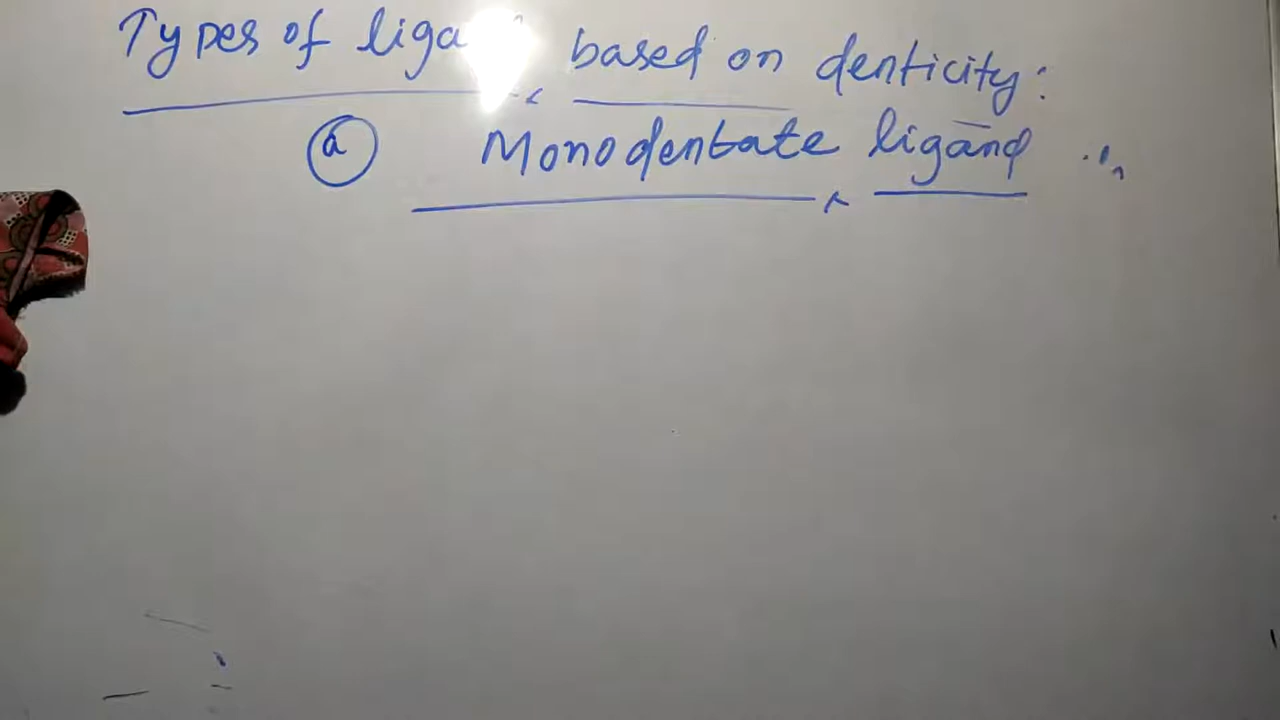 Types of based on denticity:
(a) Monodentate ligand